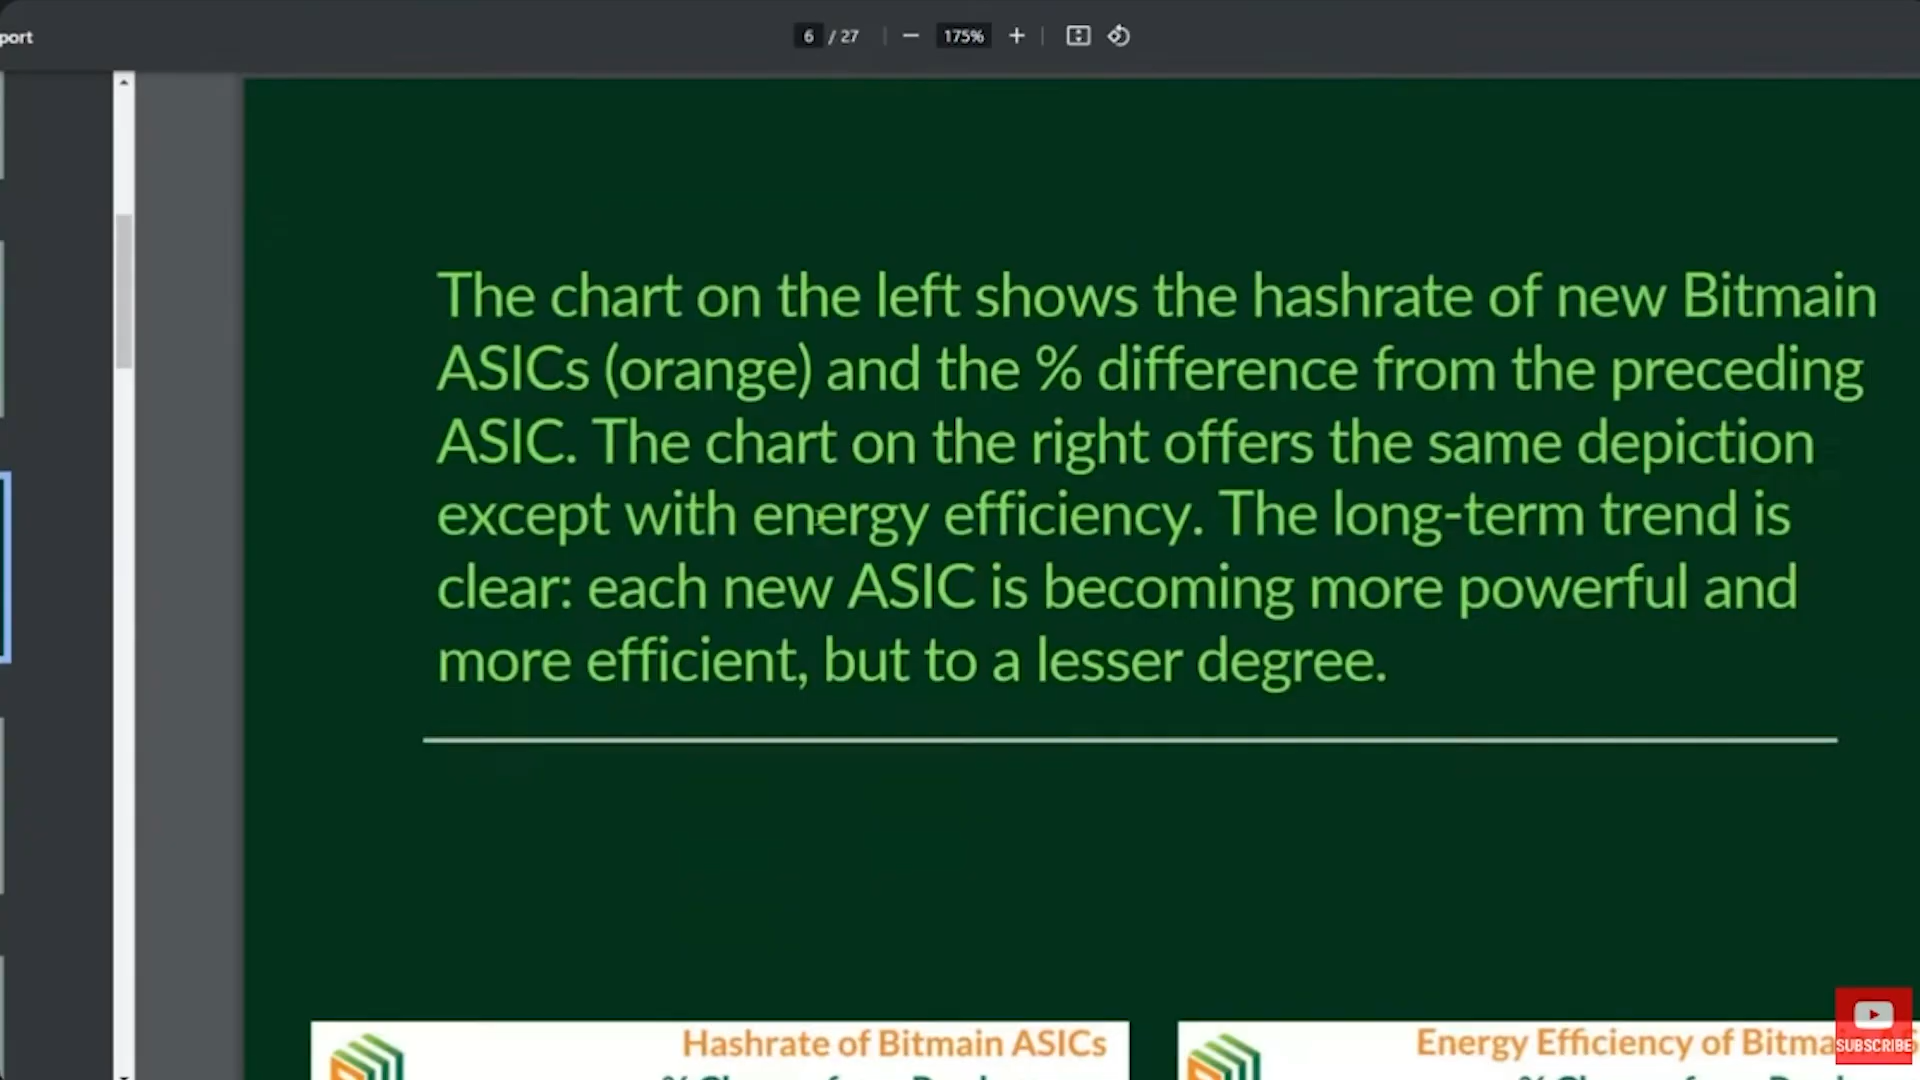 port
6 / 27
175%
The chart on the left shows the hashrate of new Bitmain
ASICs (orange) and the % difference from the preceding
ASIC. The chart on the right offers the same depiction
except with energy efficiency. The long-term trend is
clear: each new ASIC is becoming more powerful and
more efficient, but to a lesser degree.
Hashrate of Bitmain ASICs
Energy Efficiency of
SUBSCRIBE